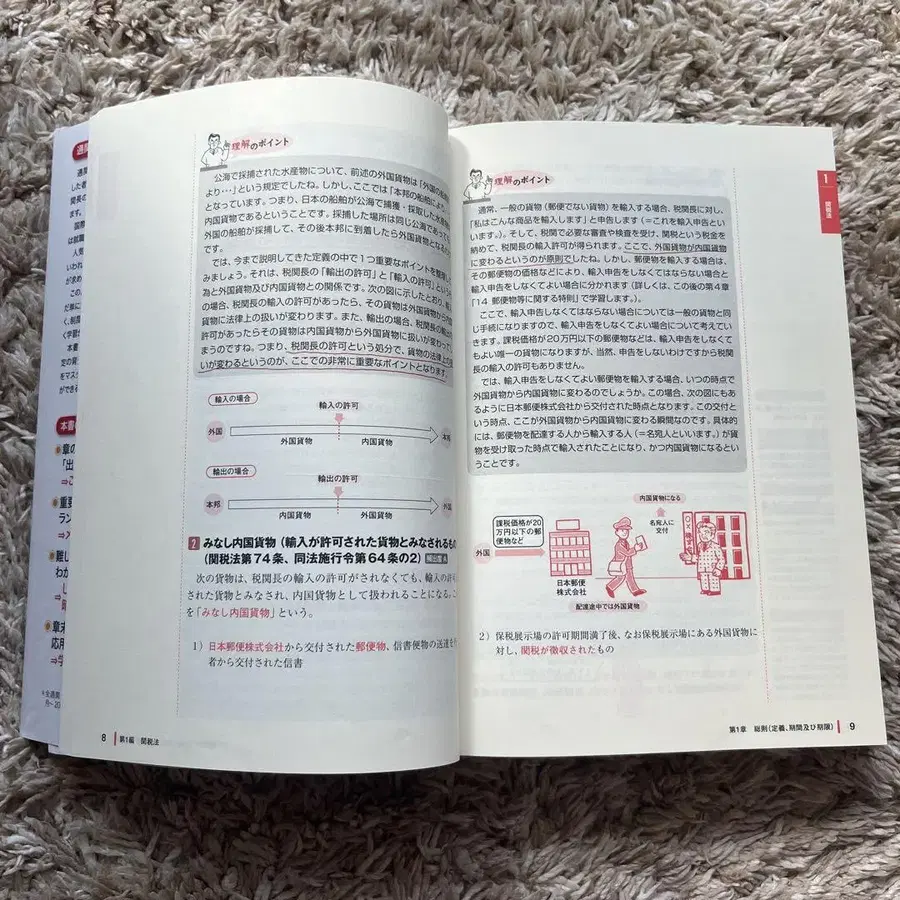 理解のポイント
公海で採捕された水産物について、前述の外国貨物は「外国の船舶
より…」という規定でしたね。しかし、ここでは「本邦の船舶により
となっています。つまり、日本の船舶が公海で捕獲・採取した水産物
内国貨物であるということです。採捕した場所は同じ公海であって
外国の船舶が採捕して、その後本邦に到着したら外国貨物となるわ
です。
では、今まで説明してきた定義の中で1つ重要なポイントを整理し
みましょう。それは、税関長の「輸出の許可」と「輸入の許可」という
為と外国貨物及び内国貨物との関係です。次の図に示したとおり、輸
の場合、税関長の輸入の許可があったら、その貨物は外国貨物から内
貨物に法律上の扱いが変わります。また、輸出の場合、税関長の輸出
許可があったらその貨物は内国貨物から外国貨物に扱いが変わって
まうのですね。つまり、税関長の許可という処分で、貨物の法律上の
いが変わるというのが、ここでの非常に重要なポイントとなります。
輸入の場合
輸入の許可
外国
本邦
外国貨物 内国貨物
輸出の場合
輸出の許可
本邦
外国
内国貨物 外国貨物
2 みなし内国貨物(輸入が許可された貨物とみなされるもの
(関税法第74条、同法施行令第64条の2)
次の貨物は、税関長の輸入の許可がされなくても、輸入の許可
された貨物とみなされ、内国貨物として扱われることになる。こ
を「みなし内国貨物」という。
1)日本郵便株式会社から交付された郵便物、信書便物の送達を
者から交付された信書
8 第1編 関税法
理解のポイント
通常、一般の貨物(郵便でない貨物)を輸入する場合、税関長に対し、
「私はこんな商品を輸入します」と申告します(=これを輸入申告とい
います。)。そして、税関で必要な審査や検査を受け、関税という税金を
納めて、税関長の輸入許可が得られます。ここで、外国貨物が内国貨物
に変わるというのが原則でしたね。しかし、郵便物を輸入する場合は、
その郵便物の価格などにより、輸入申告をしなくてはならない場合と
輸入申告をしなくてよい場合に分かれます(詳しくは、この後の第4章
「14 郵便物等に関する特則」で学習します。)。
ここで、輸入申告をしなくてはならない場合については一般の貨物と同
じ手続になりますので、輸入申告をしなくてよい場合について考えてい
きます。課税価格が20万円以下の郵便物などは、輸入申告をしなくて
もよい唯一の貨物になりますが、当然、申告をしないわけですから税関
長の輸入の許可もありません。
では、輸入申告をしなくてよい郵便物を輸入する場合、いつの時点で
外国貨物から内国貨物に変わるのでしょうか。この場合、次の図にもあ
るように日本郵便株式会社から交付された時点となります。この交付と
いう時点、ここが外国貨物から内国貨物に変わる瞬間なのです。具体的
には、郵便物を配達する人から輸入する人(=名宛人といいます。)が貨
物を受け取った時点で輸入されたことになり、かつ内国貨物になるとい
うことです。
内国貨物になる
課税価格が20
万円以下の郵
便物など
名宛人に
交付
外国
日本郵便
株式会社
配達途中では外国貨物
2)保税展示場の許可期間満了後、なお保税展示場にある外国貨物に
対し、関税が徴収されたもの
第1章 総則(定義、期間及び期限) 9
1
関税法